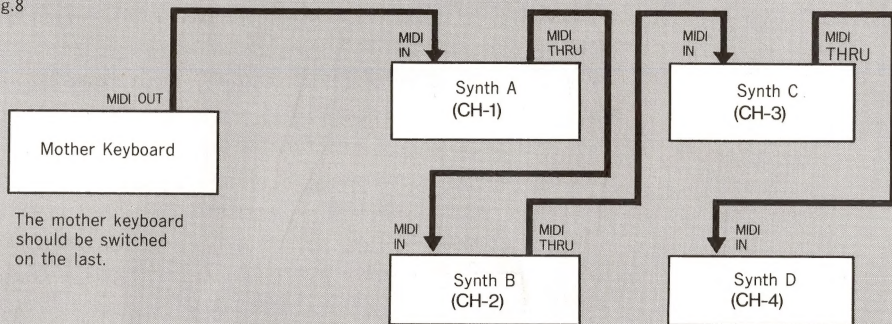 g.8
MIDI
IN
MIDI
THRU
MIDI
IN
MIDI
THRU
MIDI OUT
Synth A
(CH-1)
Synth C
(CH-3)
Mother Keyboard
The mother keyboard
should be switched
on the last.
MIDI
IN
MIDI
THRU
MIDI
IN
Synth B
(CH-2)
Synth D
(CH-4)